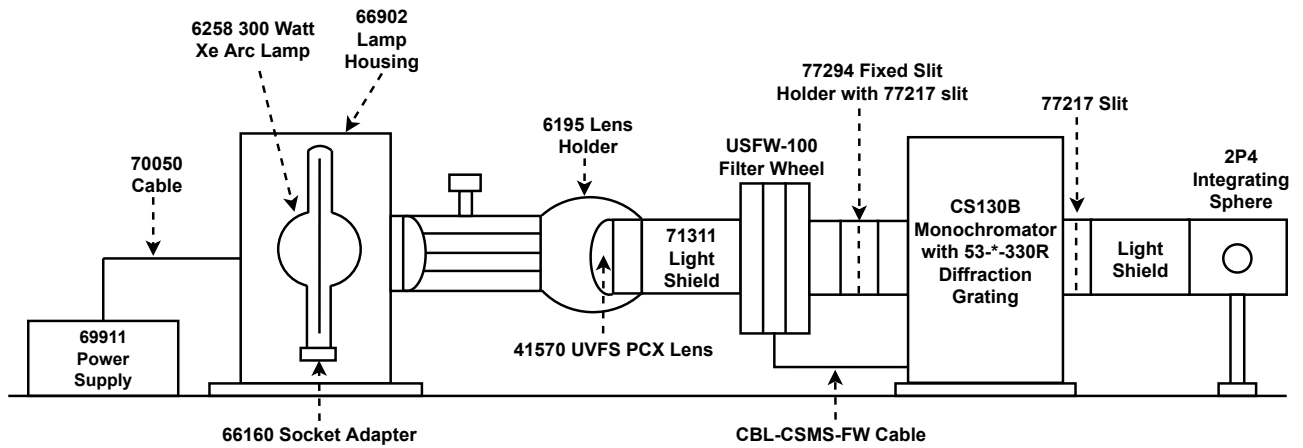 6258 300 Watt
Xe Arc Lamp
66902
Lamp
Housing
70050
Cable
6195 Lens
Holder
77294 Fixed Slit
Holder with 77217 slit
USFW-100
Filter Wheel
77217 Slit
2P4
Integrating
Sphere
71311
Light
Shield
CS130B
Monochromator
with 53-*-330R
Diffraction
Grating
Light
Shield
69911
Power
Supply
41570 UVFS PCX Lens
66160 Socket Adapter
CBL-CSMS-FW Cable